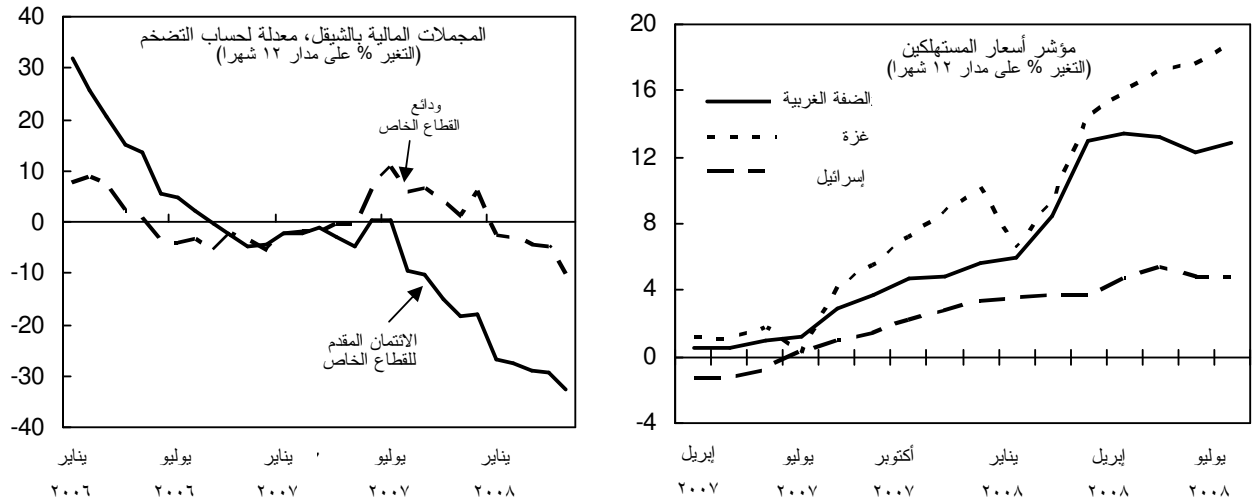 المجملات المالية بالشيقل، معدلة لحساب التضخم
(التغير % على مدار ١٢ شهرا)
40
30
20
10
0
-10
-20
-30
-40
ودائع
القطاع الخاص
الائتمان المقدم
للقطاع الخاص
يناير يوليو يناير يوليو يناير
٢٠٠٦ ٢٠٠٦ ٢٠٠٧ ٢٠٠٧ ٢٠٠٨
مؤشر أسعار المستهلكين
(التغير % على مدار ١٢ شهرا)
20
16
12
8
4
0
-4
الضفة الغربية
غزة
إسرائيل
إبريل يوليو أكتوبر يناير إبريل يوليو
٢٠٠٧ ٢٠٠٧ ٢٠٠٧ ٢٠٠٨ ٢٠٠٨ ٢٠٠٨